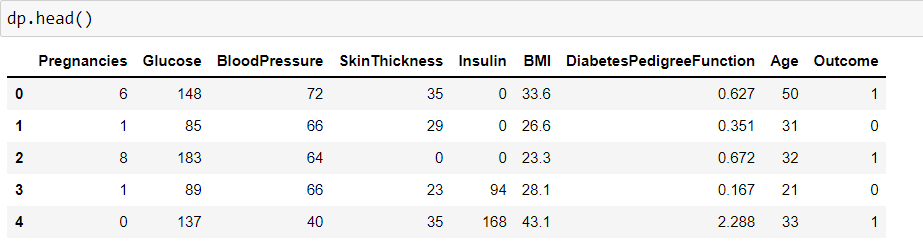 dp.head()
Pregnancies Glucose BloodPressure SkinThickness Insulin BMI DiabetesPedigreeFunction Age Outcome
0 6 148 72 35 0 33.6 0.627 50 1
1 1 85 66 29 0 26.6 0.351 31 0
2 8 183 64 0 0 23.3 0.672 32 1
3 1 89 66 23 94 28.1 0.167 21 0
4 0 137 40 35 168 43.1 2.288 33 1